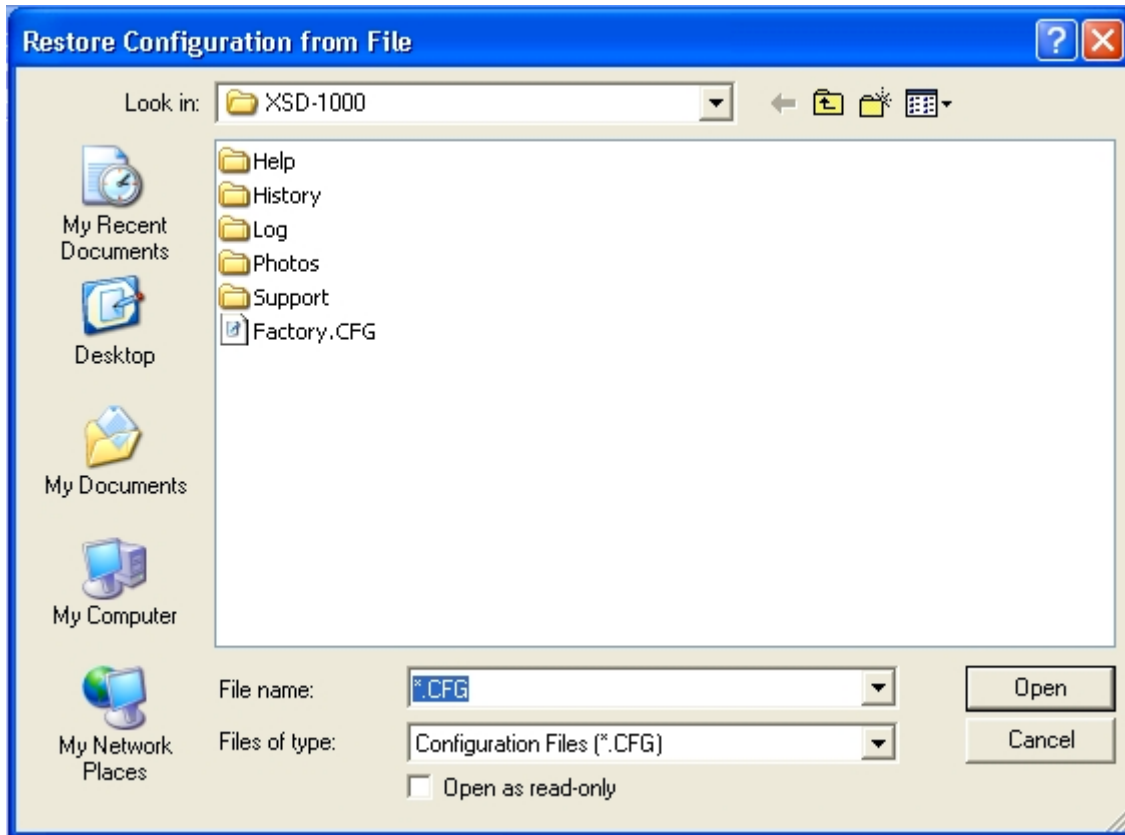 Restore Configuration from File
Look in: XSD-1000
My Recent Documents
Desktop
My Documents
My Computer
My Network Places
Help
History
Log
Photos
Support
Factory.CFG
File name: *.CFG
Open
Files of type: Configuration Files (*.CFG)
Cancel
Open as read-only